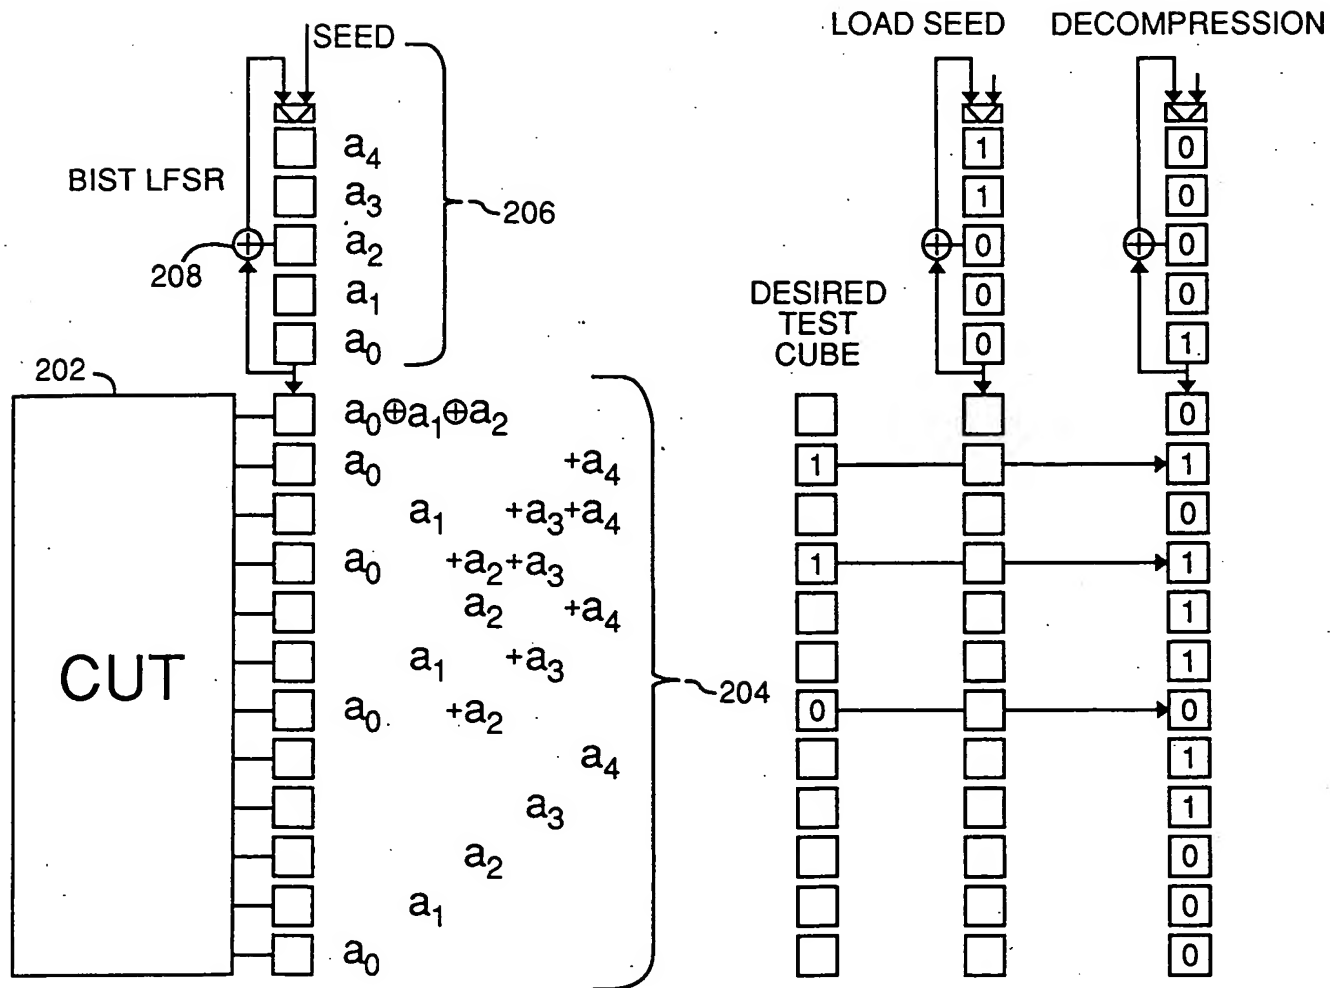 SEED
LOAD SEED
DECOMPRESSION
BIST LFSR
a₄
a₃
a₂
a₁
a₀
206
208
1
1
0
0
0
0
0
0
0
1
DESIRED
TEST
CUBE
202
CUT
a₀⊕a₁⊕a₂
a₀ +a₄
a₁ +a₃+a₄
a₀ +a₂+a₃
a₂ +a₄
a₁ +a₃
a₀ +a₂
a₄
a₃
a₂
a₁
a₀
204
0
1 1
0
1 1
1
1
0 0
1
1
0
0
0